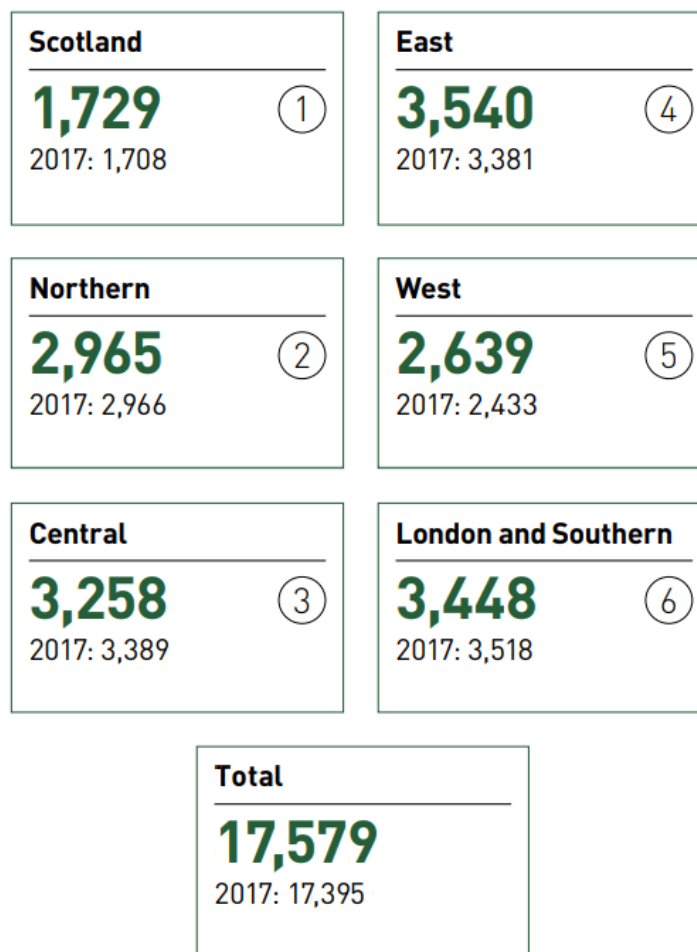 Scotland
1,729
1
2017: 1,708
East
3,540
4
2017: 3,381
Northern
2,965
2
2017: 2,966
West
2,639
5
2017: 2,433
Central
3,258
3
2017: 3,389
London and Southern
3,448
6
2017: 3,518
Total
17,579
2017: 17,395